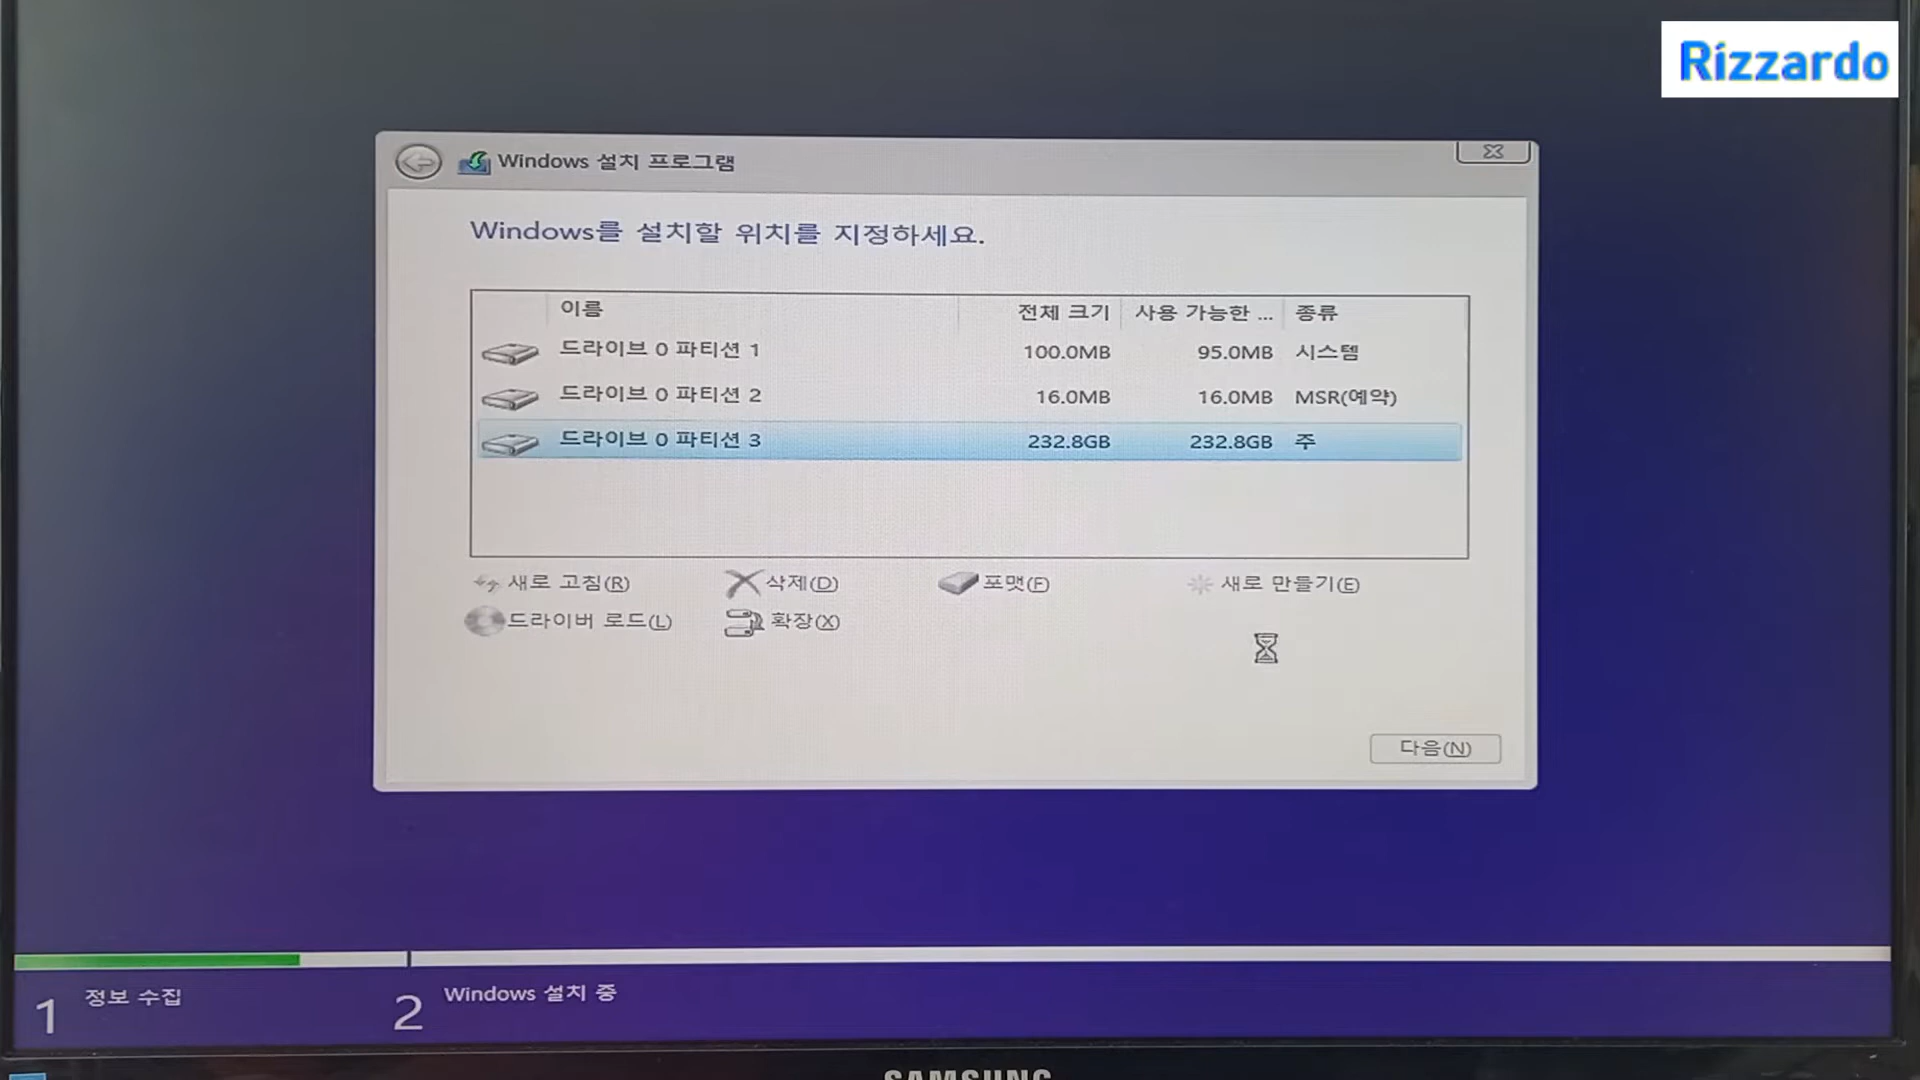 Rizzardo
Windows 설치 프로그램
Windows를 설치할 위치를 지정하세요.
이름 전체 크기 사용 가능한 ... 종류
드라이브 0 파티션 1 100.0MB 95.0MB 시스템
드라이브 0 파티션 2 16.0MB 16.0MB MSR(예약)
드라이브 0 파티션 3 232.8GB 232.8GB 주
새로 고침(R) 삭제(D) 포맷(F) 새로 만들기(E)
드라이버 로드(L) 확장(X)
다음(N)
1 정보 수집 2 Windows 설치 중
SAMSUNG